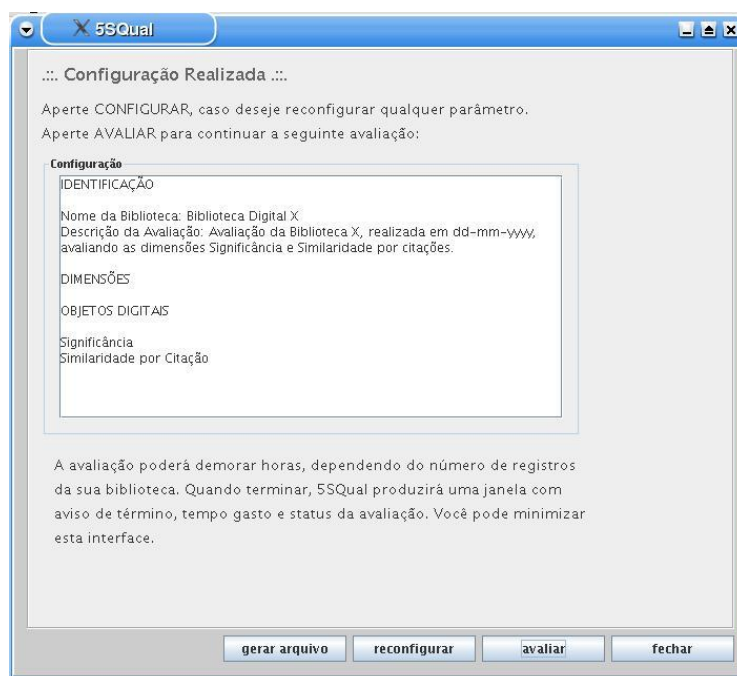 5SQual
.::. Configuração Realizada .::.
Aperte CONFIGURAR, caso deseje reconfigurar qualquer parâmetro.
Aperte AVALIAR para continuar a seguinte avaliação:
Configuração
IDENTIFICAÇÃO
Nome da Biblioteca: Biblioteca Digital X
Descrição da Avaliação: Avaliação da Biblioteca X, realizada em dd-mm-yyyy,
avaliando as dimensões Significância e Similaridade por citações.
DIMENSÕES
OBJETOS DIGITAIS
Significância
Similaridade por Citação
A avaliação poderá demorar horas, dependendo do número de registros
da sua biblioteca. Quando terminar, 5SQual produzirá uma janela com
aviso de término, tempo gasto e status da avaliação. Você pode minimizar
esta interface.
gerar arquivo reconfigurar avaliar fechar